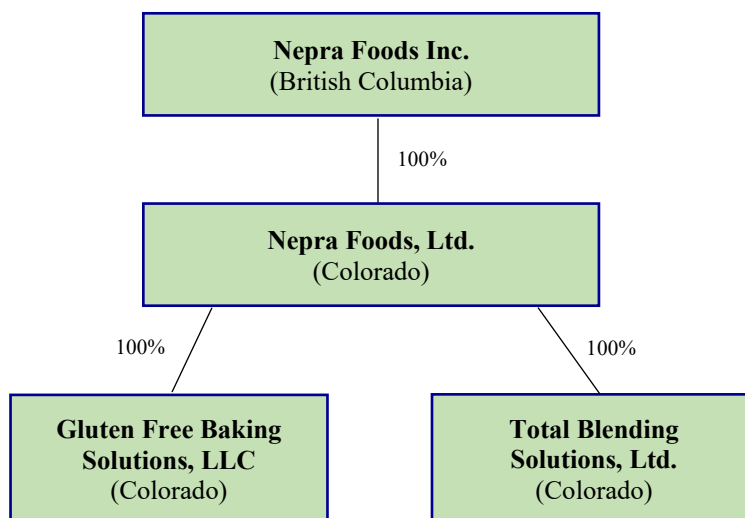 Nepra Foods Inc.
(British Columbia)
100%
Nepra Foods, Ltd.
(Colorado)
100%
100%
Gluten Free Baking
Solutions, LLC
(Colorado)
Total Blending
Solutions, Ltd.
(Colorado)